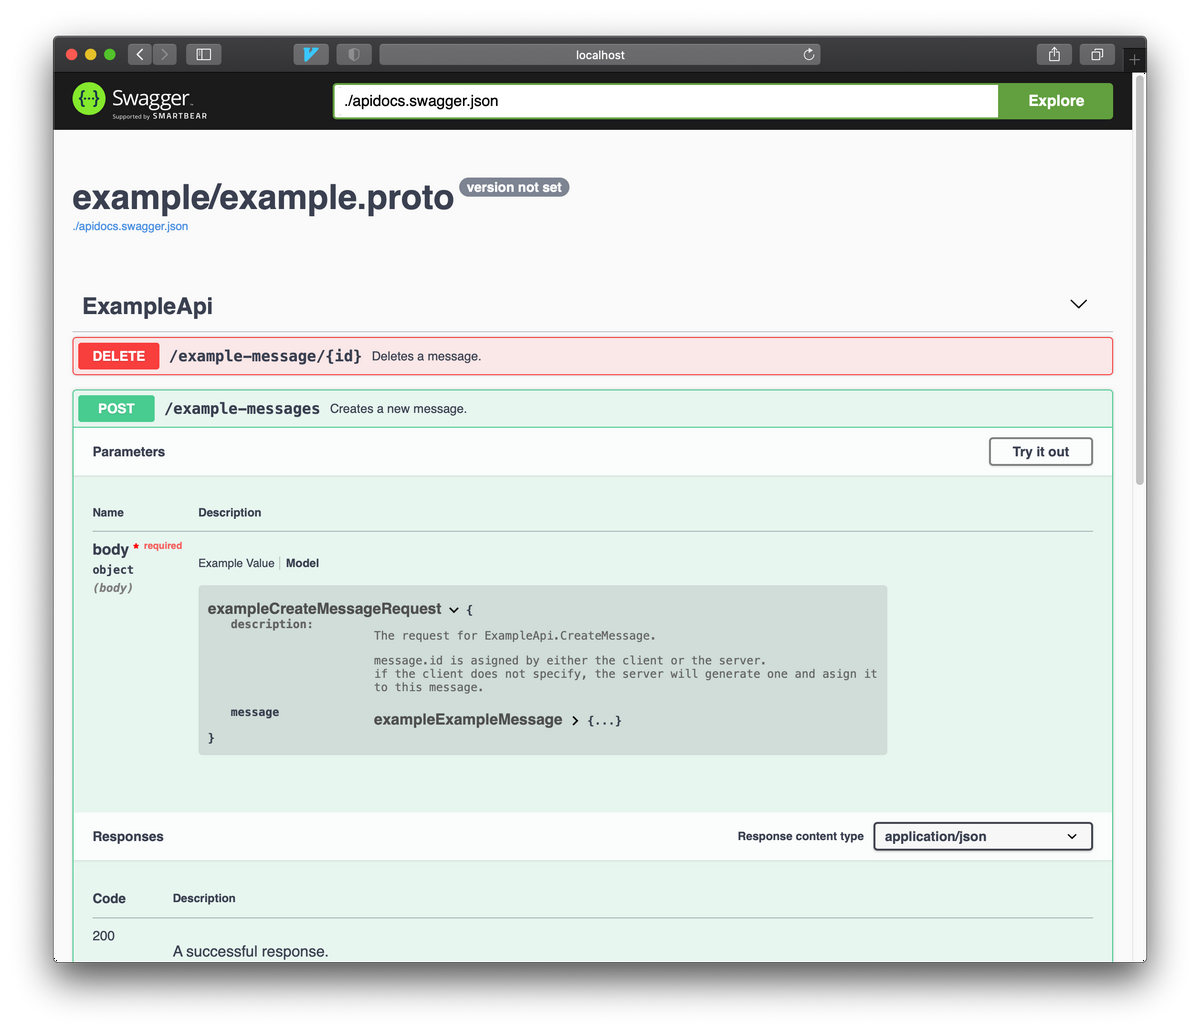 localhost
Swagger
Supported by SMARTBEAR
./apidocs.swagger.json
Explore
example/example.proto version not set
./apidocs.swagger.json
ExampleApi
DELETE /example-message/{id} Deletes a message.
POST /example-messages Creates a new message.
Parameters Try it out
Name Description
body * required
object
(body)
Example Value Model
exampleCreateMessageRequest {
description:
The request for ExampleApi.CreateMessage.
message.id is asigned by either the client or the server.
if the client does not specify, the server will generate one and asign it
to this message.
message exampleExampleMessage > {...}
}
Responses Response content type application/json
Code Description
200
A successful response.